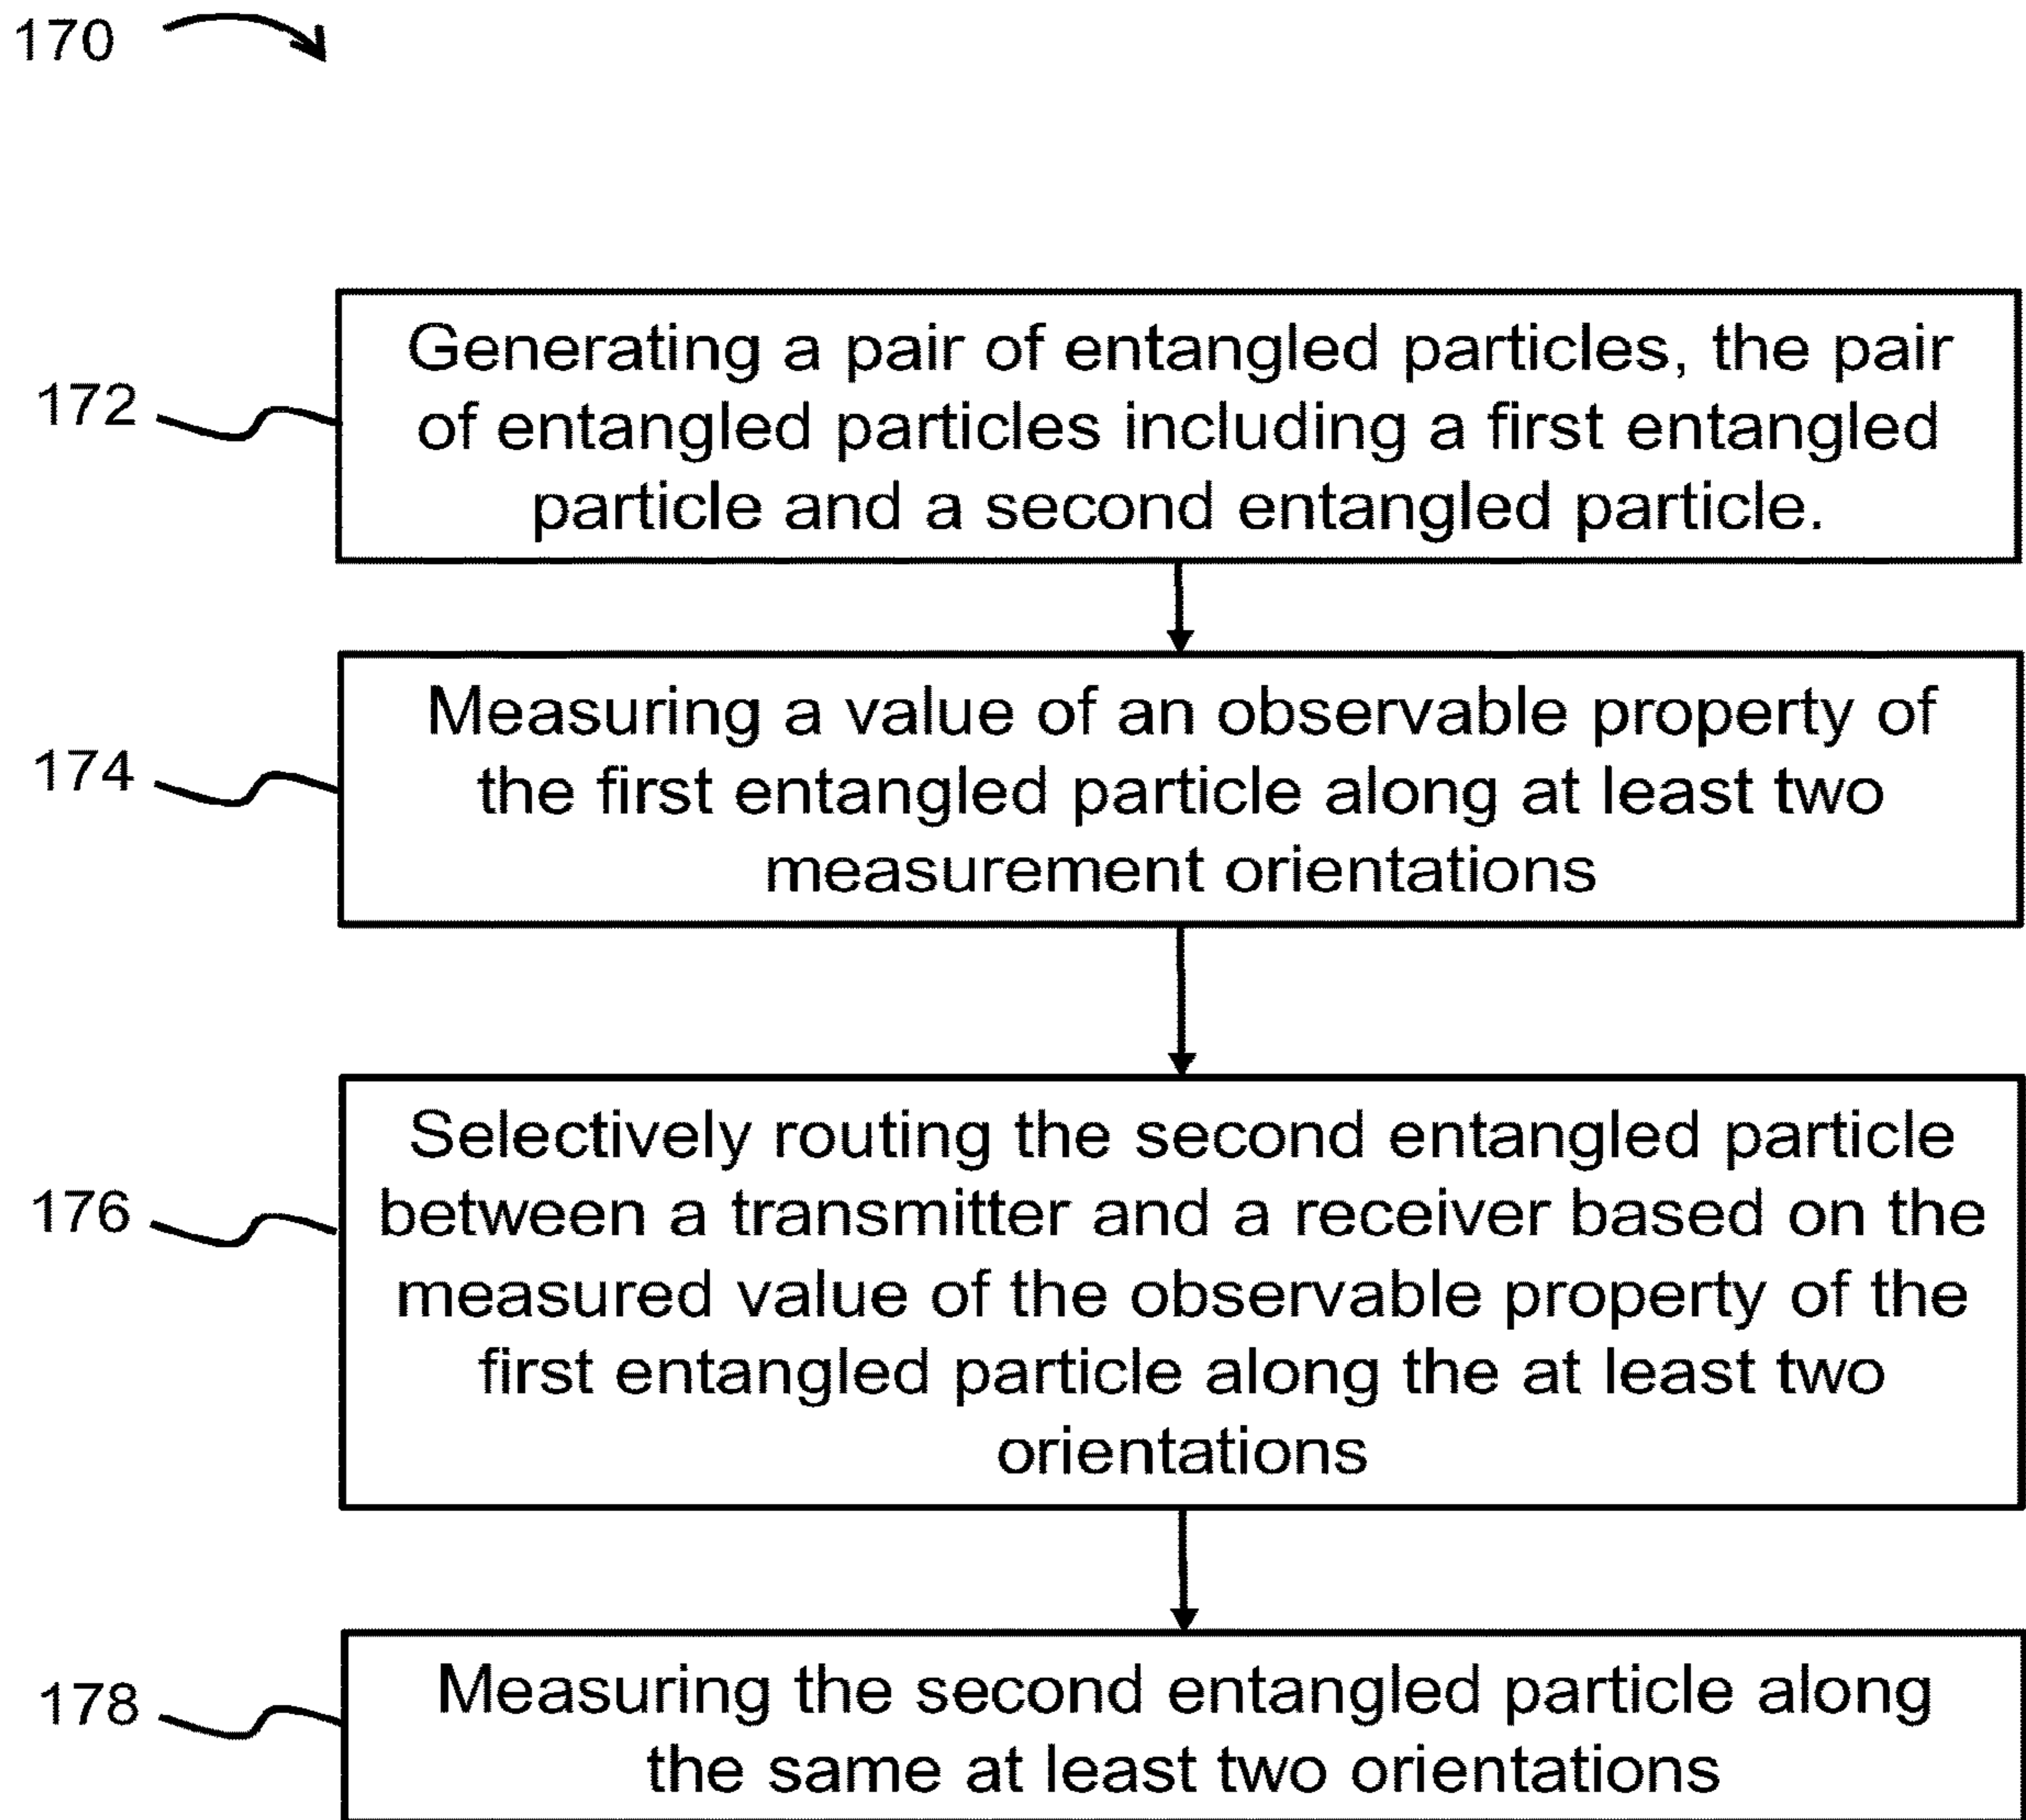 170
172
Generating a pair of entangled particles, the pair
of entangled particles including a first entangled
particle and a second entangled particle.
174
Measuring a value of an observable property of
the first entangled particle along at least two
measurement orientations
176
Selectively routing the second entangled particle
between a transmitter and a receiver based on the
measured value of the observable property of the
first entangled particle along the at least two
orientations
178
Measuring the second entangled particle along
the same at least two orientations